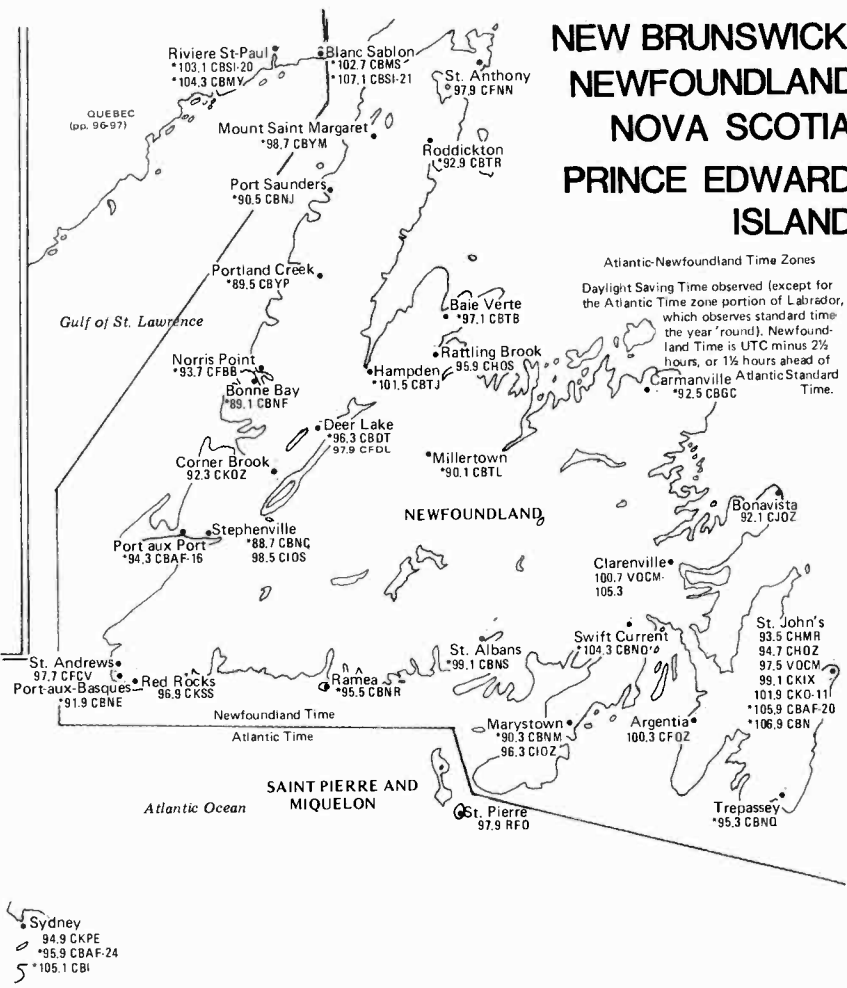 NEW BRUNSWICK
NEWFOUNDLAND
NOVA SCOTIA
PRINCE EDWARD
ISLAND
Atlantic-Newfoundland Time Zones
Daylight Saving Time observed (except for
the Atlantic Time zone portion of Labrador,
which observes standard time
the year 'round). Newfound-
land Time is UTC minus 2½
hours, or 1½ hours ahead of
Atlantic Standard
Time.
Riviere St-Paul
*103.1 CBSI-20
*104.3 CBMY
Blanc Sablon
*102.7 CBMS
*107.1 CBSI-21
St. Anthony
97.9 CFNN
QUEBEC
(pp. 96-97)
Mount Saint Margaret
*98.7 CBYM
Roddickton
*92.9 CBTR
Port Saunders
*90.5 CBNJ
Portland Creek
*89.5 CBYP
Gulf of St. Lawrence
Baie Verte
*97.1 CBTB
Rattling Brook
95.9 CHOS
Norris Point
*93.7 CFBB
Bonne Bay
*89.1 CBNF
Hampden
*101.5 CBTJ
Carmanville
*92.5 CBGC
Deer Lake
*96.3 CBDT
97.9 CFDL
Corner Brook
92.3 CKOZ
Millertown
*90.1 CBTL
NEWFOUNDLAND
Bonavista
92.1 CJOZ
Port aux Port
*94.3 CBAF-16
Stephenville
*88.7 CBNC
98.5 CIOS
Clarenville
100.7 VOCM-
105.3
St. John's
93.5 CHMR
94.7 CHOZ
97.5 VOCM
99.1 CKIX
101.9 CKO-11
*105.9 CBAF-20
*106.9 CBN
St. Andrews
97.7 CFCV
Port-aux-Basques
*91.9 CBNE
Red Rocks
96.9 CKSS
Ramea
*95.5 CBNR
St. Albans
*99.1 CBNS
Swift Current
*104.3 CBNO
Newfoundland Time
Atlantic Time
Marystown
*90.3 CBNM
96.3 CIOZ
Argentia
100.3 CFOZ
SAINT PIERRE AND
MIQUELON
Atlantic Ocean
St. Pierre
97.9 RFO
Trepassey
*95.3 CBNQ
Sydney
94.9 CKPE
*95.9 CBAF-24
*105.1 CBI